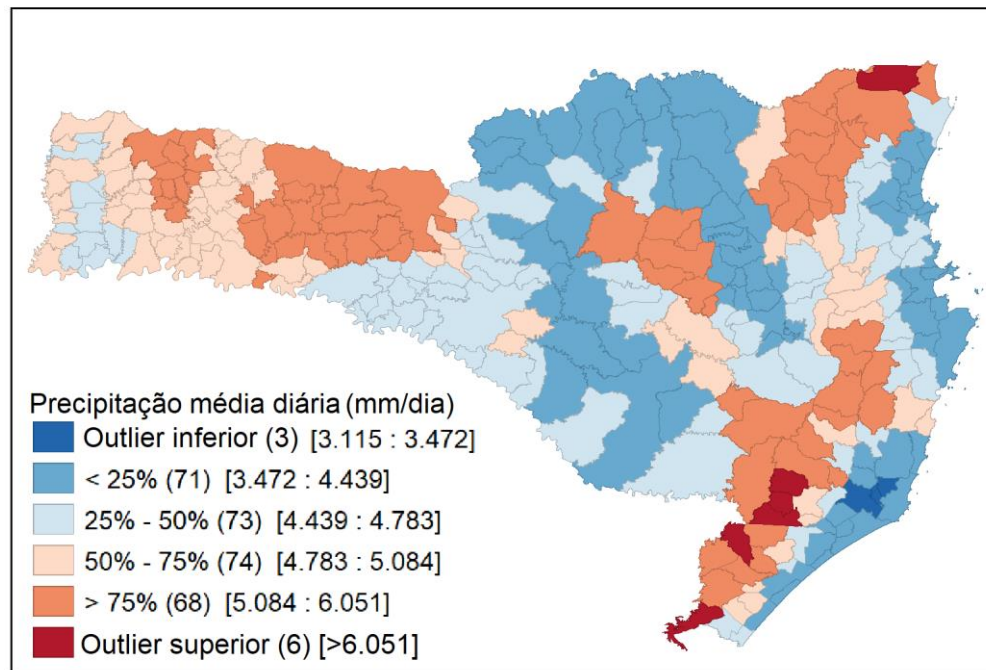 Precipitação média diária (mm/dia)
Outlier inferior (3) [3.115 : 3.472]
< 25% (71) [3.472 : 4.439]
25% - 50% (73) [4.439 : 4.783]
50% - 75% (74) [4.783 : 5.084]
> 75% (68) [5.084 : 6.051]
Outlier superior (6) [>6.051]